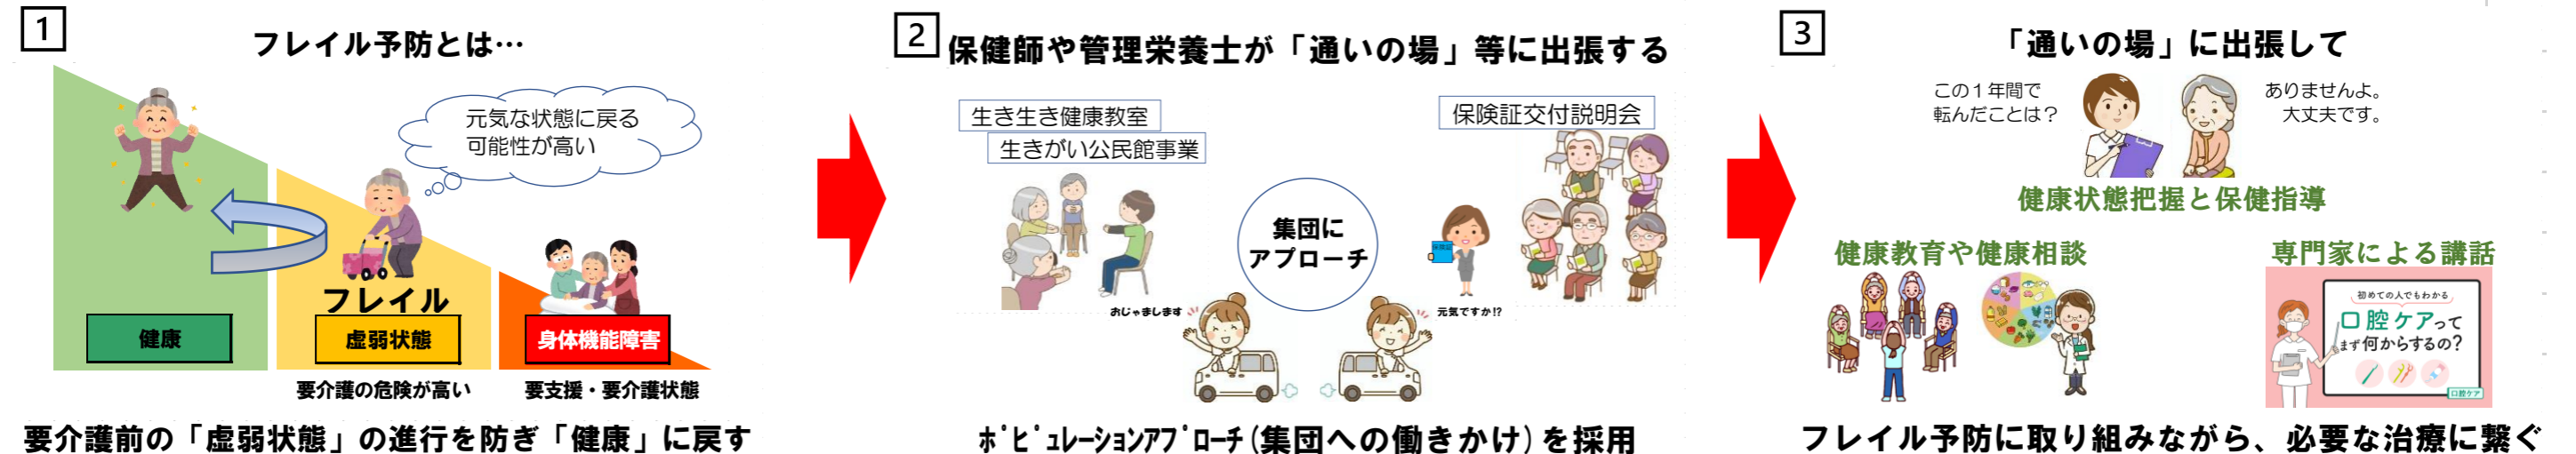 1
フレイル予防とは…
元気な状態に戻る
可能性が高い
フレイル
健康
虚弱状態
身体機能障害
要介護の危険が高い
要支援・要介護状態
要介護前の「虚弱状態」の進行を防ぎ「健康」に戻す
2
保健師や管理栄養士が「通いの場」等に出張する
生き生き健康教室
生きがい公民館事業
保険証交付説明会
集団に
アプローチ
保険証
おじゃまします
元気ですか!?
ﾎﾟﾋﾟｭﾚｰｼｮﾝｱﾌﾟﾛｰﾁ(集団への働きかけ)を採用
3
「通いの場」に出張して
この１年間で
転んだことは？
ありませんよ。
大丈夫です。
健康状態把握と保健指導
健康教育や健康相談
専門家による講話
初めての人でもわかる
口腔ケアって
まず何からするの?
口腔ケア
フレイル予防に取り組みながら、必要な治療に繋ぐ